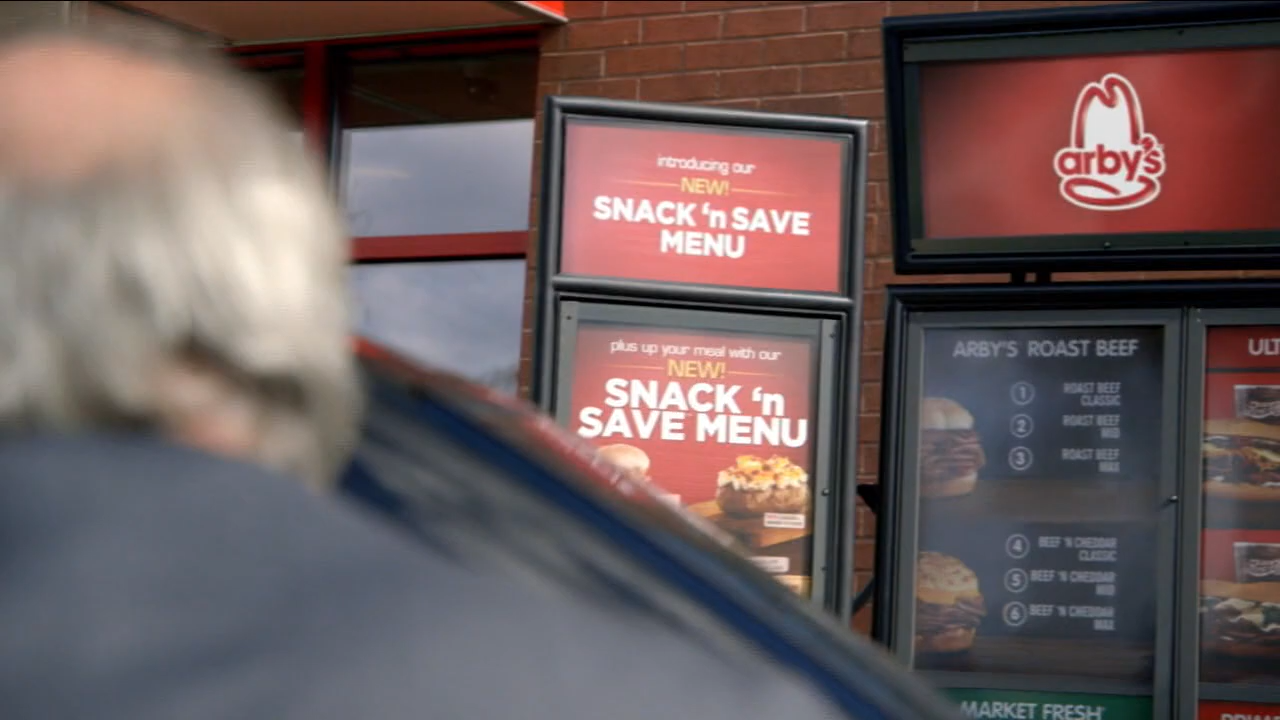 introducing our
NEW!
SNACK 'n SAVE
MENU
plus up your meal with our
NEW!
SNACK 'n
SAVE MENU
arby's
ARBY'S ROAST BEEF
1 ROAST BEEF
CLASSIC
2 ROAST BEEF
MID
3 ROAST BEEF
MAX
4 BEEF 'N CHEDDAR
CLASSIC
5 BEEF 'N CHEDDAR
MID
6 BEEF 'N CHEDDAR
MAX
MARKET FRESH
ULT